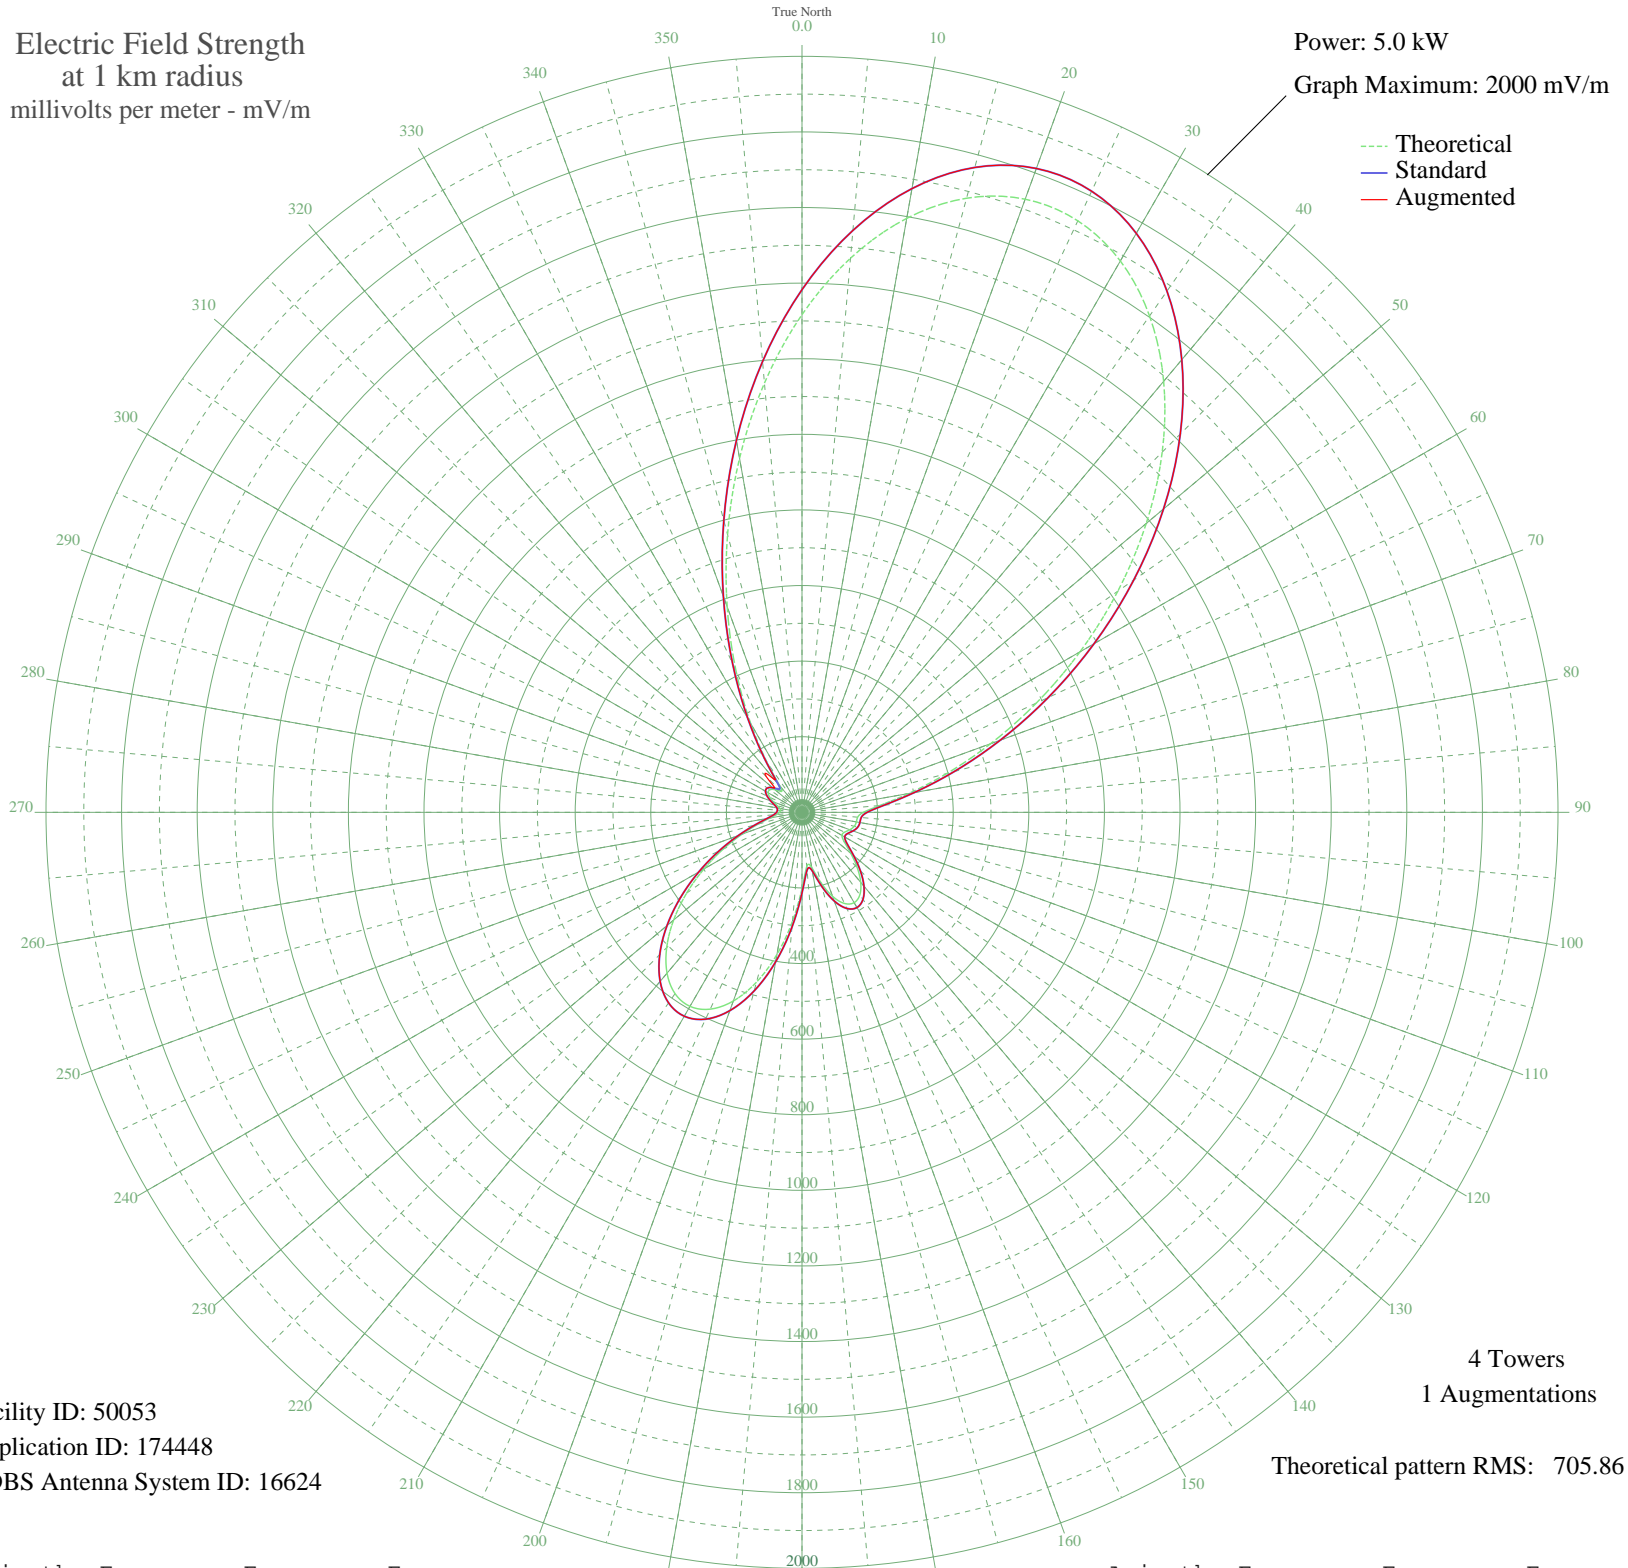 True North
0.0
Electric Field Strength
at 1 km radius
millivolts per meter - mV/m
Power: 5.0 kW
Graph Maximum: 2000 mV/m
Theoretical
Standard
Augmented
10
20
30
40
50
60
70
80
90
100
110
120
130
140
150
160
200
210
220
230
240
250
260
270
280
290
300
310
320
330
340
350
400
600
800
1000
1200
1400
1600
1800
2000
4 Towers
1 Augmentations
Theoretical pattern RMS: 705.86
cility ID: 50053
plication ID: 174448
DBS Antenna System ID: 16624